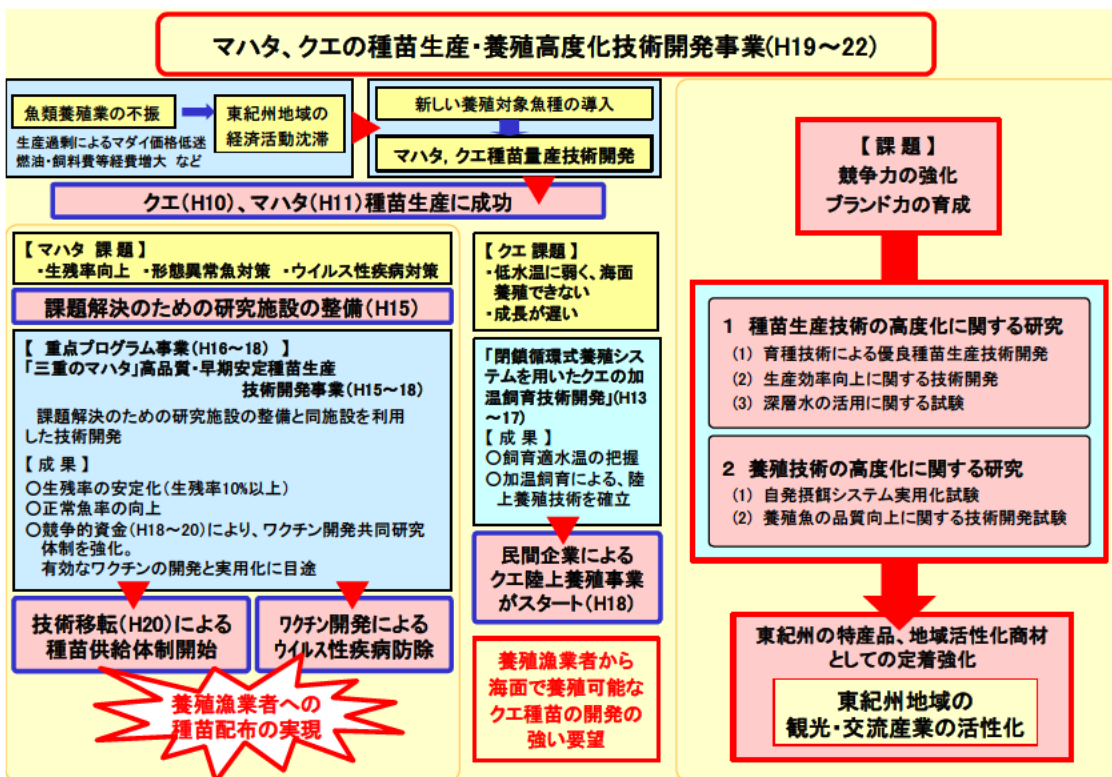 マハタ、クエの種苗生産・養殖高度化技術開発事業(H19～22)
魚類養殖業の不振
生産過剰によるマダイ価格低迷
燃油・飼料費等経費増大 など
東紀州地域の
経済活動沈滞
新しい養殖対象魚種の導入
マハタ，クエ種苗量産技術開発
クエ(H10)、マハタ(H11)種苗生産に成功
【 マハタ 課 題 】
・生残率向上 ・形態異常魚対策 ・ウイルス性疾病対策
課題解決のための研究施設の整備(H15)
【 重点プログラム事業(H16～18) 】
「三重のマハタ」高品質・早期安定種苗生産
技術開発事業(H15～18)
課題解決のための研究施設の整備と同施設を利用
した技術開発
【 成 果 】
○生残率の安定化(生残率10%以上)
○正常魚率の向上
○競争的資金(H18～20)により、ワクチン開発共同研究
体制を強化。
有効なワクチンの開発と実用化に目途
技術移転(H20)による
種苗供給体制開始
ワクチン開発による
ウイルス性疾病防除
養殖漁業者への
種苗配布の実現
【 クエ 課題 】
・低水温に弱く、海面
養殖できない
・成長が遅い
「閉鎖循環式養殖シス
テムを用いたクエの加
温飼育技術開発」(H13
～17)
【 成 果 】
○飼育適水温の把握
○加温飼育による、陸
上養殖技術を確立
民間企業による
クエ陸上養殖事業
がスタート(H18)
養殖漁業者から
海面で養殖可能な
クエ種苗の開発の
強い要望
【 課 題 】
競争力の強化
ブランド力の育成
1 種苗生産技術の高度化に関する研究
(1) 育種技術による優良種苗生産技術開発
(2) 生産効率向上に関する技術開発
(3) 深層水の活用に関する試験
2 養殖技術の高度化に関する研究
(1) 自発摂餌システム実用化試験
(2) 養殖魚の品質向上に関する技術開発試験
東紀州の特産品、地域活性化商材
としての定着強化
東紀州地域の
観光・交流産業の活性化